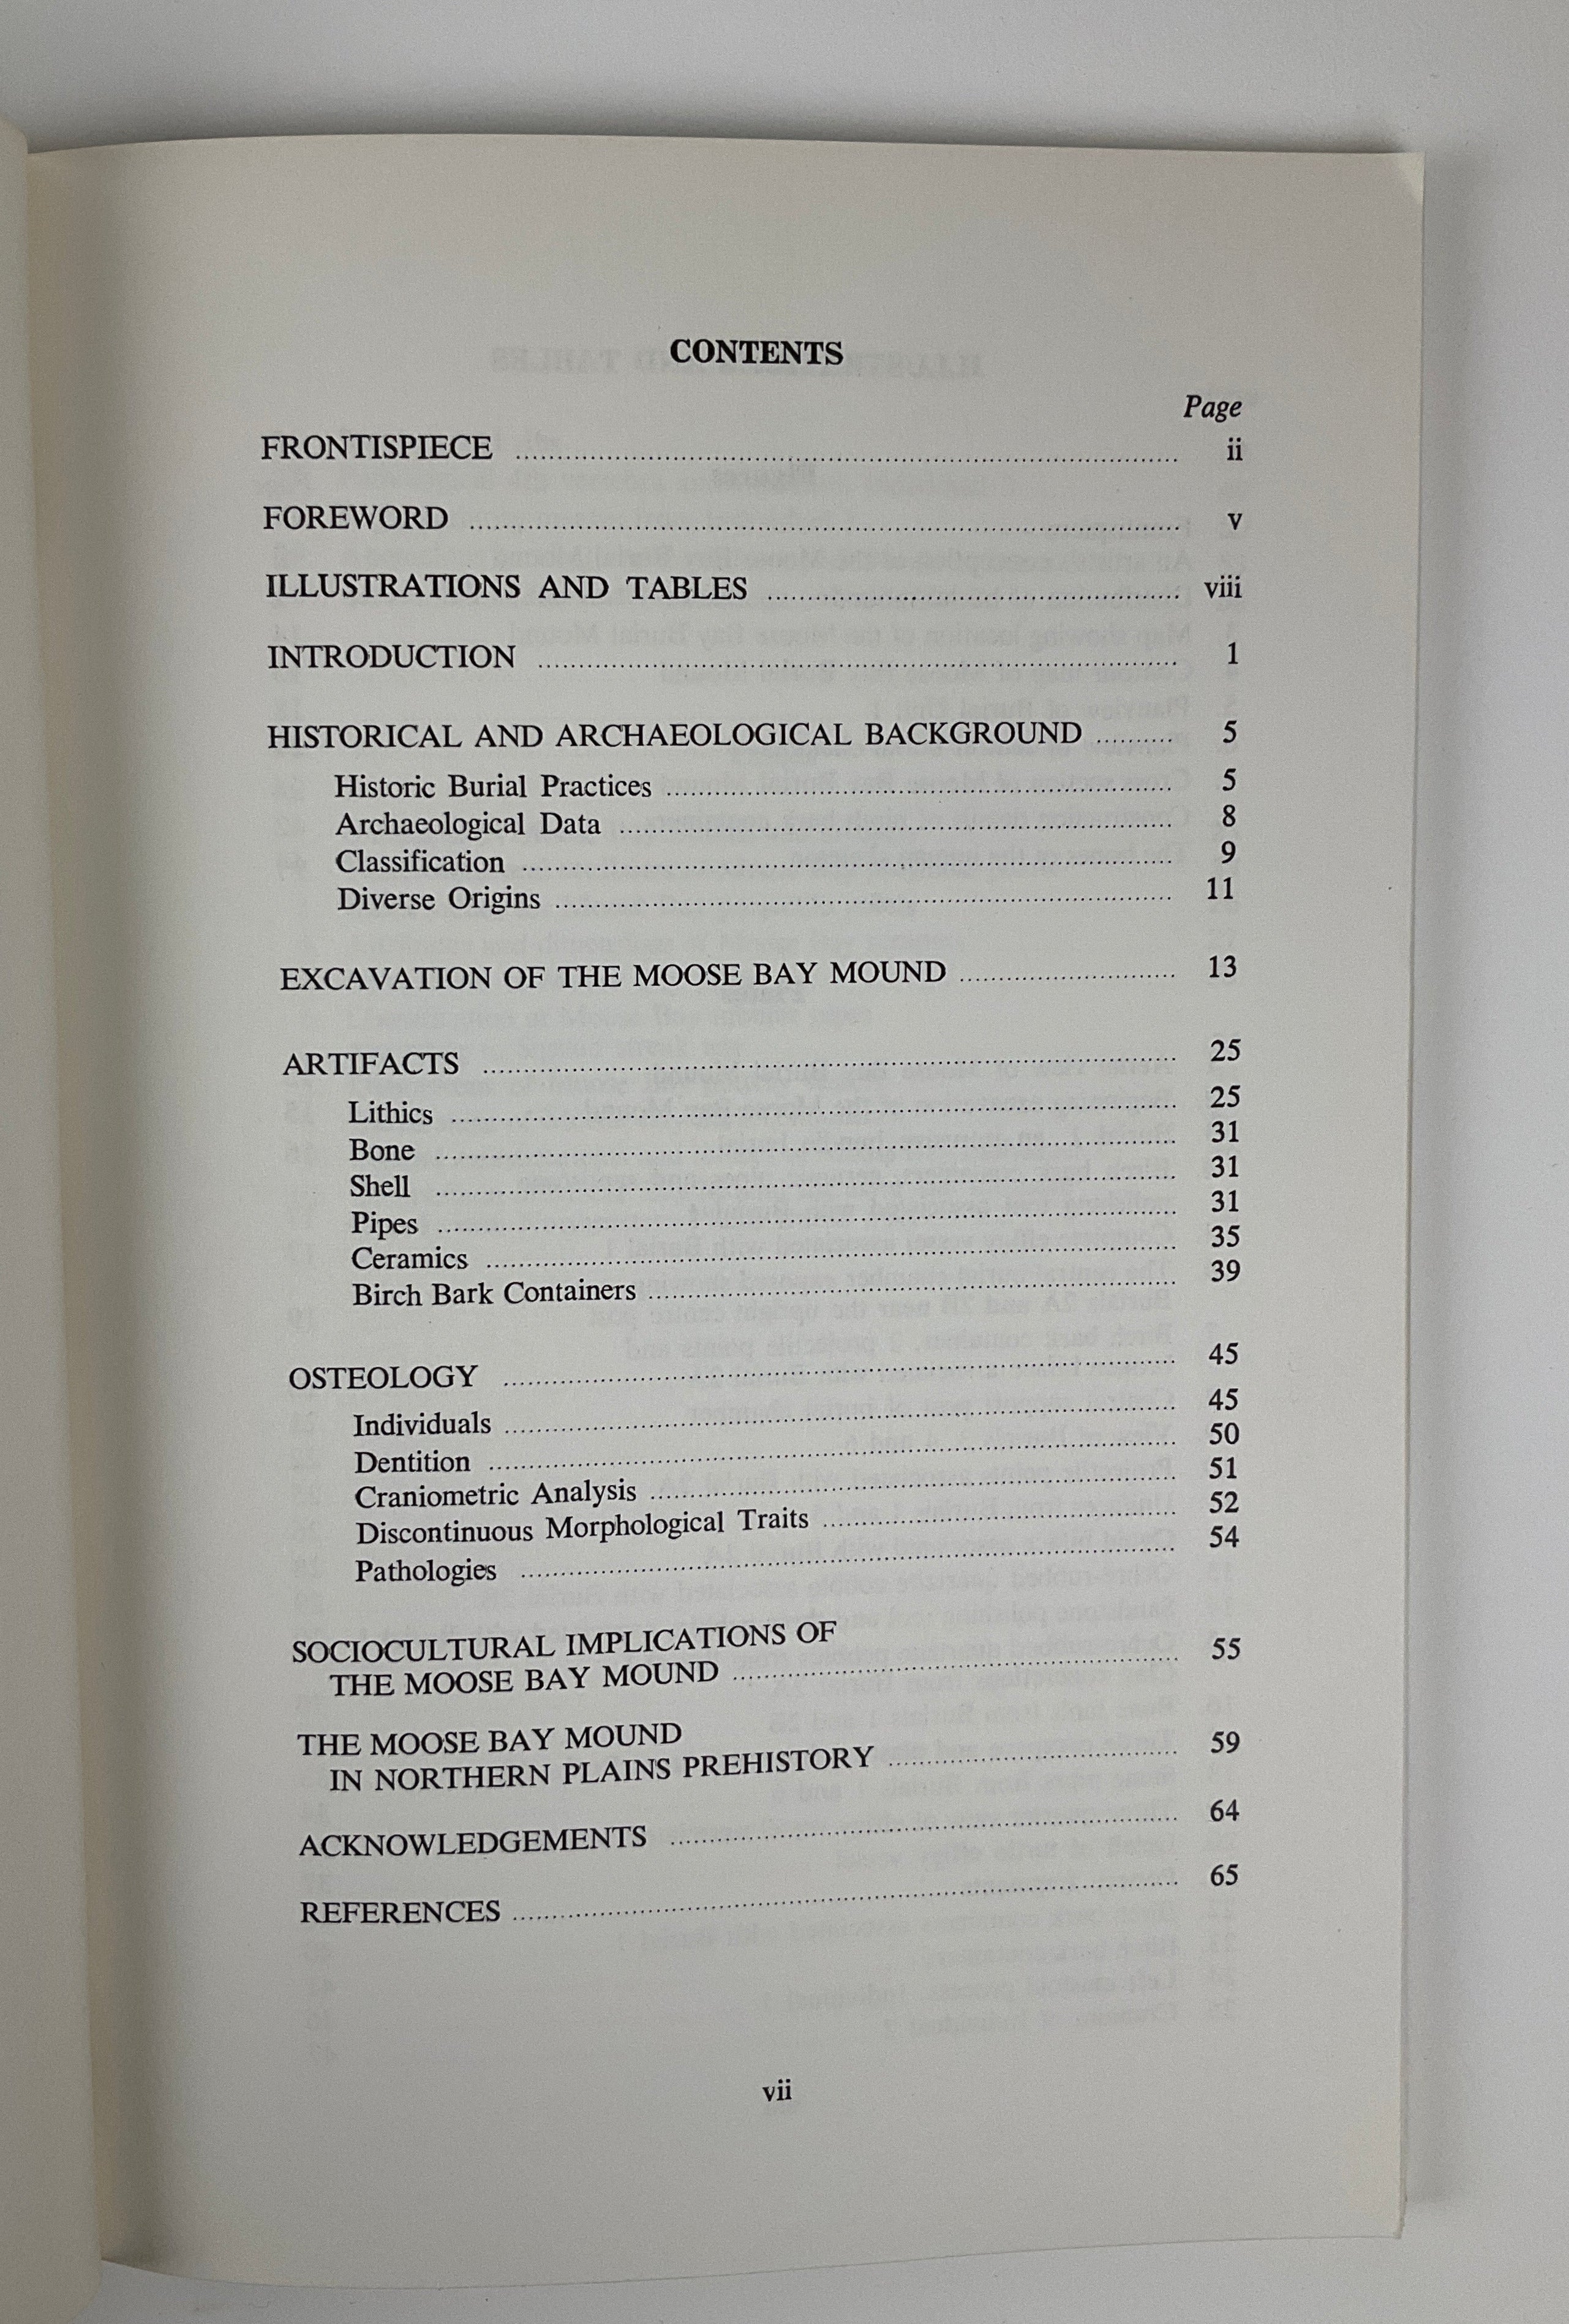 CONTENTS
Page
FRONTISPIECE ........ ii
FOREWORD ........ v
ILLUSTRATIONS AND TABLES ........ viii
INTRODUCTION ........ 1
HISTORICAL AND ARCHAEOLOGICAL BACKGROUND ........ 5
Historic Burial Practices ........ 5
Archaeological Data ........ 8
Classification ........ 9
Diverse Origins ........ 11
EXCAVATION OF THE MOOSE BAY MOUND ........ 13
ARTIFACTS ........ 25
Lithics ........ 25
Bone ........ 31
Shell ........ 31
Pipes ........ 31
Ceramics ........ 35
Birch Bark Containers ........ 39
OSTEOLOGY ........ 45
Individuals ........ 45
Dentition ........ 50
Craniometric Analysis ........ 51
Discontinuous Morphological Traits ........ 52
Pathologies ........ 54
SOCIOCULTURAL IMPLICATIONS OF
THE MOOSE BAY MOUND ........ 55
THE MOOSE BAY MOUND
IN NORTHERN PLAINS PREHISTORY ........ 59
ACKNOWLEDGEMENTS ........ 64
REFERENCES ........ 65
vii